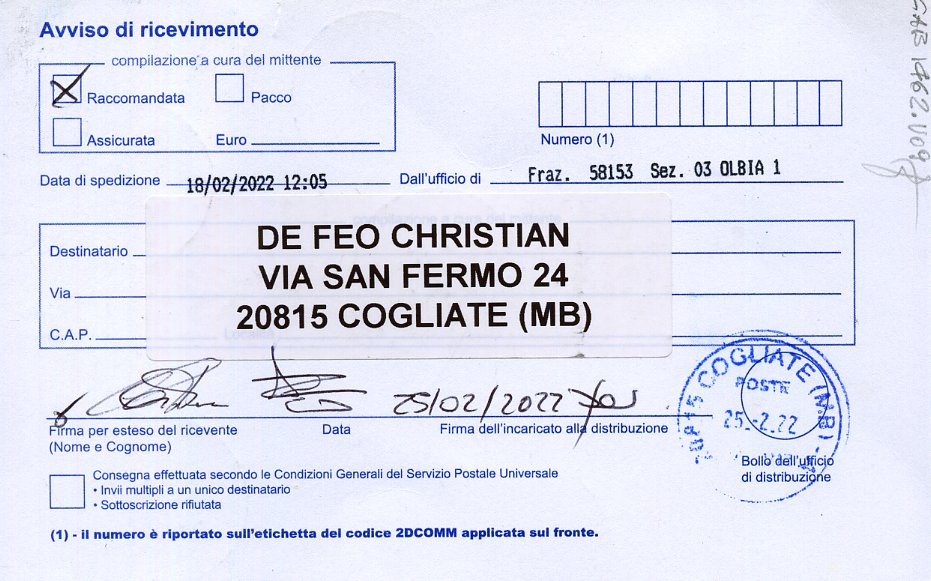 Avviso di ricevimento
compilazione a cura del mittente
Raccomandata
Pacco
Assicurata
Euro
Numero (1)
Data di spedizione 18/02/2022 12:05 Dall'ufficio di Fraz. 58153 Sez. 03 OLBIA 1
Destinatario
Via
C.A.P.
DE FEO CHRISTIAN
VIA SAN FERMO 24
20815 COGLIATE (MB)
25/02/2022
Firma per esteso del ricevente
(Nome e Cognome)
Data
Firma dell'incaricato alla distribuzione
20815 COGLIATE (MB)
POSTE
25.-2.22
Bollo dell'ufficio
di distribuzione
Consegna effettuata secondo le Condizioni Generali del Servizio Postale Universale
• Invii multipli a un unico destinatario
• Sottoscrizione rifiutata
(1) - il numero è riportato sull'etichetta del codice 2DCOMM applicata sul fronte.